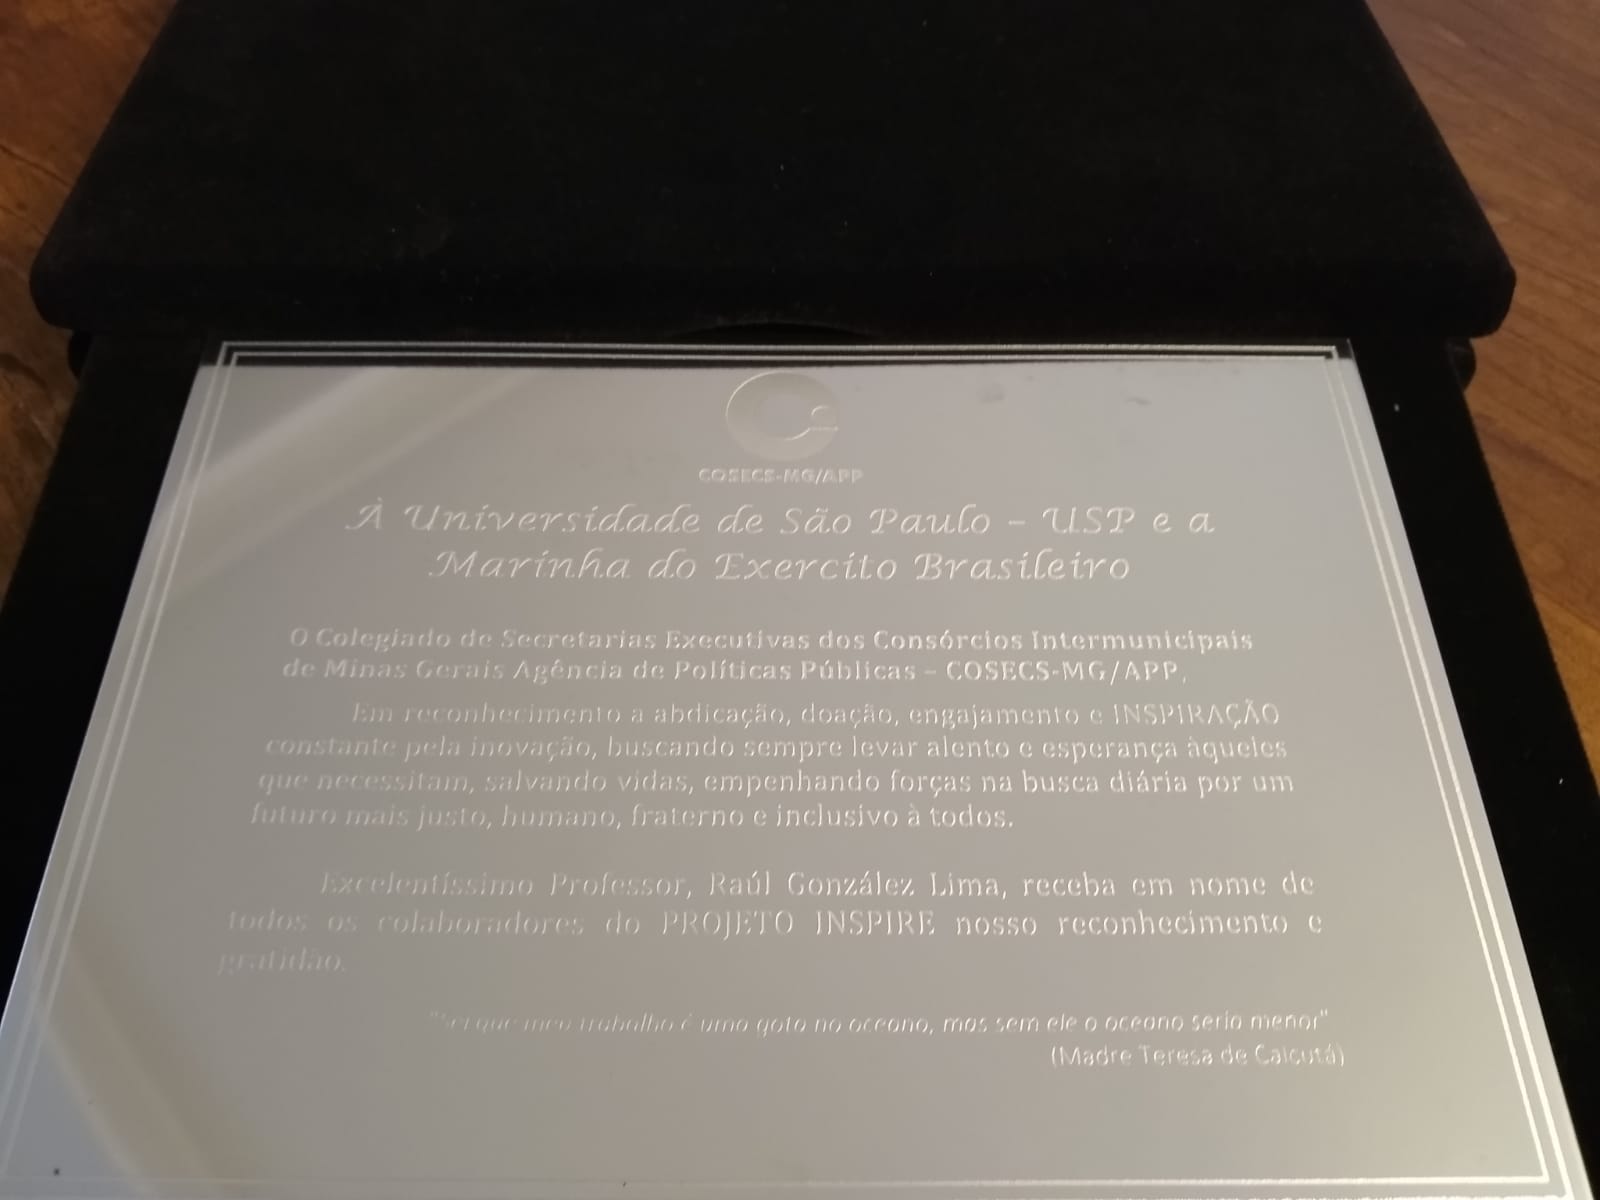 COSECS-MG/APP
À Universidade de São Paulo - USP e a
Marinha do Exercito Brasileiro
O Colegiado de Secretarias Executivas dos Consórcios Intermunicipais
de Minas Gerais Agência de Políticas Públicas - COSECS-MG/APP,
Em reconhecimento a abdicação, doação, engajamento e INSPIRAÇÃO
constante pela inovação, buscando sempre levar alento e esperança àqueles
que necessitam, salvando vidas, empenhando forças na busca diária por um
futuro mais justo, humano, fraterno e inclusivo à todos.
Excelentíssimo Professor, Raúl González Lima, receba em nome de
todos os colaboradores do PROJETO INSPIRE nosso reconhecimento e
gratidão.
"Sei que meu trabalho é uma gota no oceano, mas sem ele o oceano seria menor"
(Madre Teresa de Calcutá)